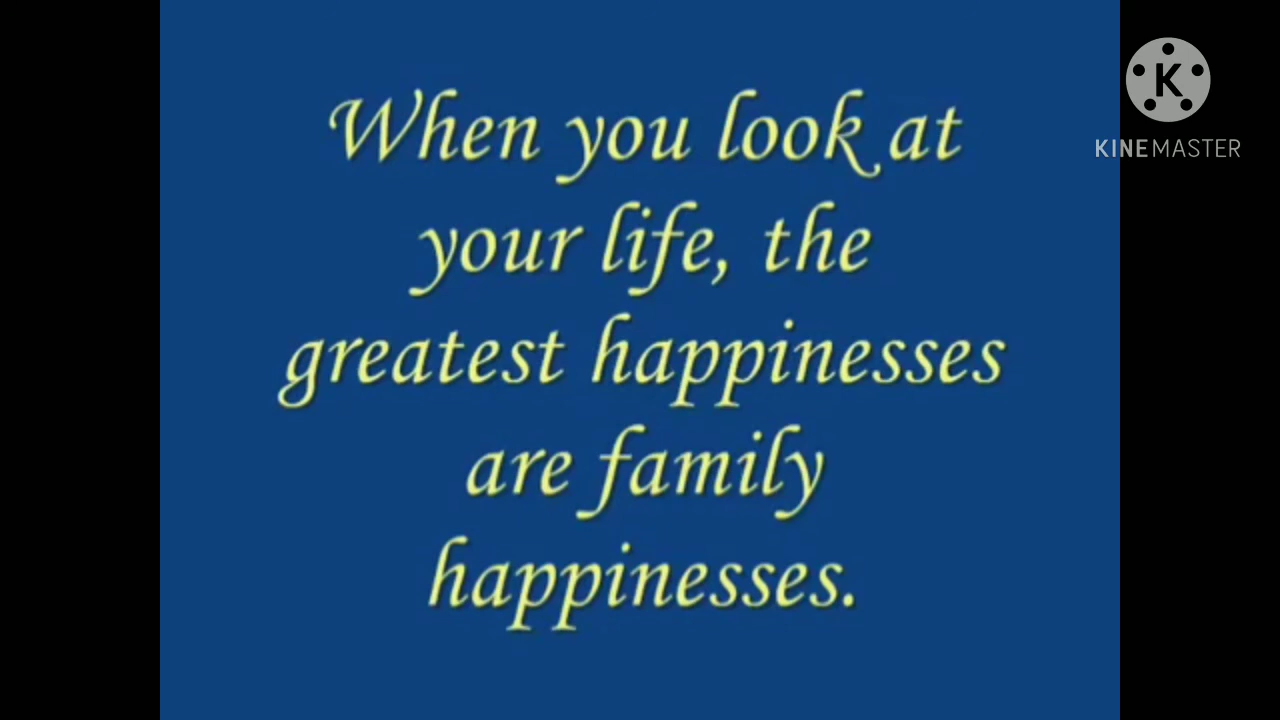 When you look at
your life, the
greatest happinesses
are family
happinesses.
K
KINEMASTER